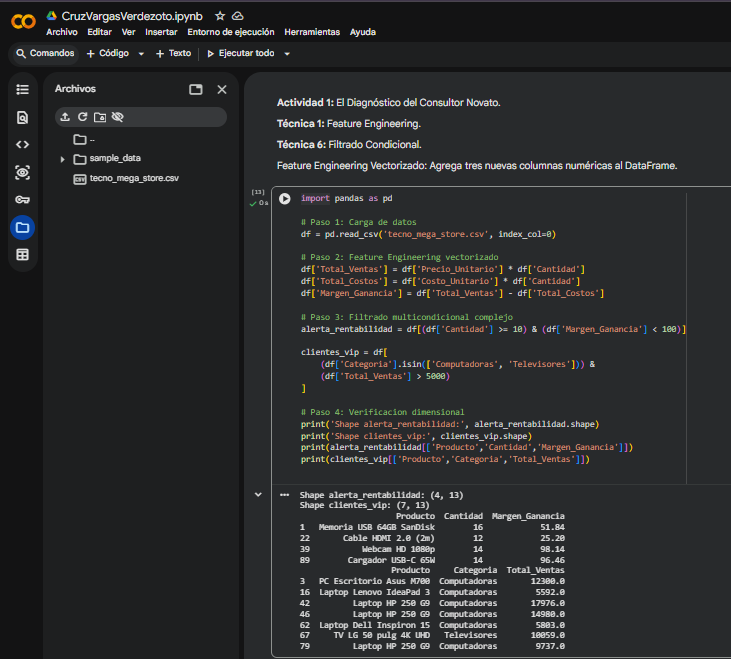 CO CruzVargasVerdezoto.ipynb
Archivo Editar Ver Insertar Entorno de ejecución Herramientas Ayuda
Comandos + Código + Texto Ejecutar todo
Archivos
..
sample_data
tecno_mega_store.csv
Actividad 1: El Diagnóstico del Consultor Novato.
Técnica 1: Feature Engineering.
Técnica 6: Filtrado Condicional.
Feature Engineering Vectorizado: Agrega tres nuevas columnas numéricas al DataFrame.
[13]
0 s
import pandas as pd
# Paso 1: Carga de datos
df = pd.read_csv('tecno_mega_store.csv', index_col=0)
# Paso 2: Feature Engineering vectorizado
df['Total_Ventas'] = df['Precio_Unitario'] * df['Cantidad']
df['Total_Costos'] = df['Costo_Unitario'] * df['Cantidad']
df['Margen_Ganancia'] = df['Total_Ventas'] - df['Total_Costos']
# Paso 3: Filtrado multicondicional complejo
alerta_rentabilidad = df[(df['Cantidad'] >= 10) & (df['Margen_Ganancia'] < 100)]
clientes_vip = df[
(df['Categoria'].isin(['Computadoras', 'Televisores'])) &
(df['Total_Ventas'] > 5000)
]
# Paso 4: Verificacion dimensional
print('Shape alerta_rentabilidad:', alerta_rentabilidad.shape)
print('Shape clientes_vip:', clientes_vip.shape)
print(alerta_rentabilidad[['Producto','Cantidad','Margen_Ganancia']])
print(clientes_vip[['Producto','Categoria','Total_Ventas']])
Shape alerta_rentabilidad: (4, 13)
Shape clientes_vip: (7, 13)
Producto Cantidad Margen_Ganancia
1 Memoria USB 64GB SanDisk 16 51.84
22 Cable HDMI 2.0 (2m) 12 25.20
39 Webcam HD 1080p 14 98.14
89 Cargador USB-C 65W 14 96.46
Producto Categoria Total_Ventas
3 PC Escritorio Asus M700 Computadoras 12300.0
16 Laptop Lenovo IdeaPad 3 Computadoras 5592.0
42 Laptop HP 250 G9 Computadoras 17976.0
46 Laptop HP 250 G9 Computadoras 14980.0
62 Laptop Dell Inspiron 15 Computadoras 5803.0
67 TV LG 50 pulg 4K UHD Televisores 10059.0
79 Laptop HP 250 G9 Computadoras 9737.0